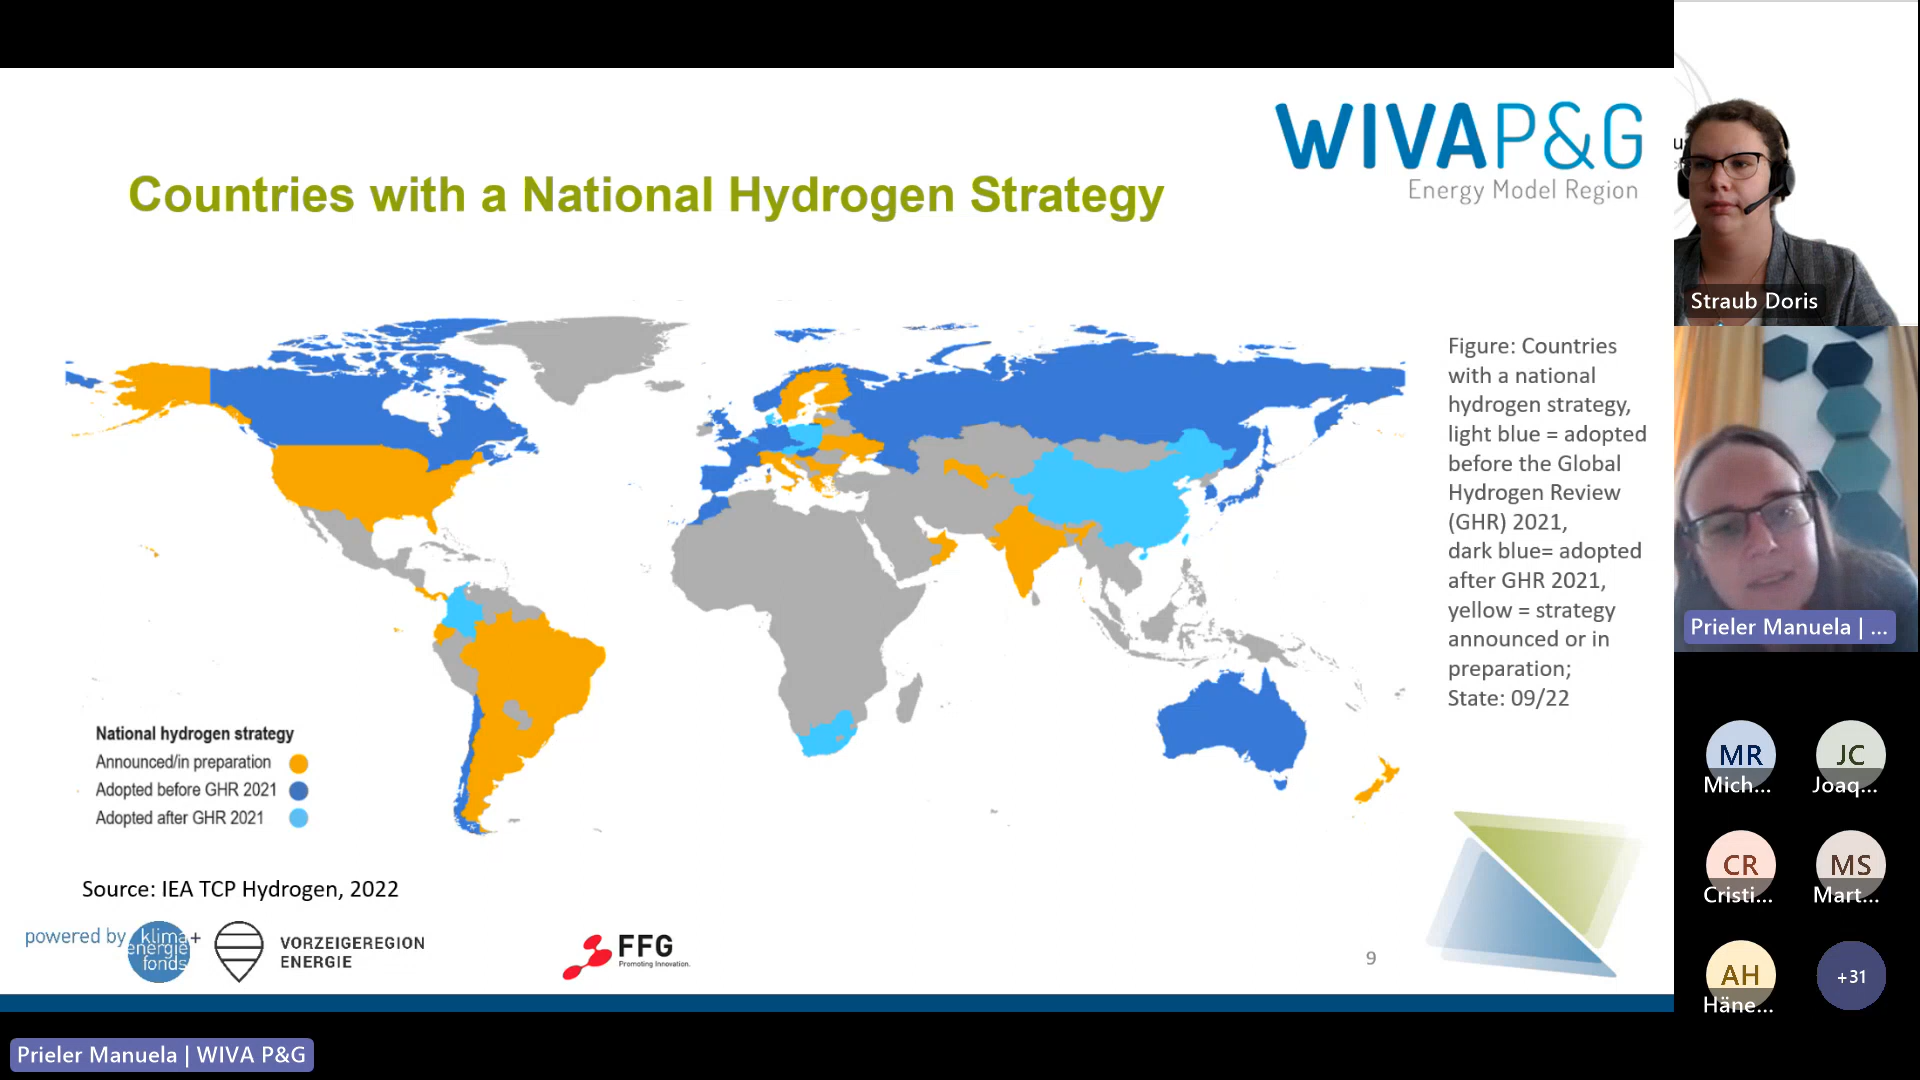 WIVAP&G
Energy Model Region
Countries with a National Hydrogen Strategy
Figure: Countries
with a national
hydrogen strategy,
light blue = adopted
before the Global
Hydrogen Review
(GHR) 2021,
dark blue= adopted
after GHR 2021,
yellow = strategy
announced or in
preparation;
State: 09/22
National hydrogen strategy
Announced/in preparation
Adopted before GHR 2021
Adopted after GHR 2021
Source: IEA TCP Hydrogen, 2022
powered by
klima+
energie
fonds
VORZEIGEREGION
ENERGIE
FFG
Promoting Innovation.
9
Prieler Manuela | WIVA P&G
Straub Doris
Prieler Manuela | ...
MR
Mich...
JC
Joaq...
CR
Cristi...
MS
Mart...
AH
Häne...
+31